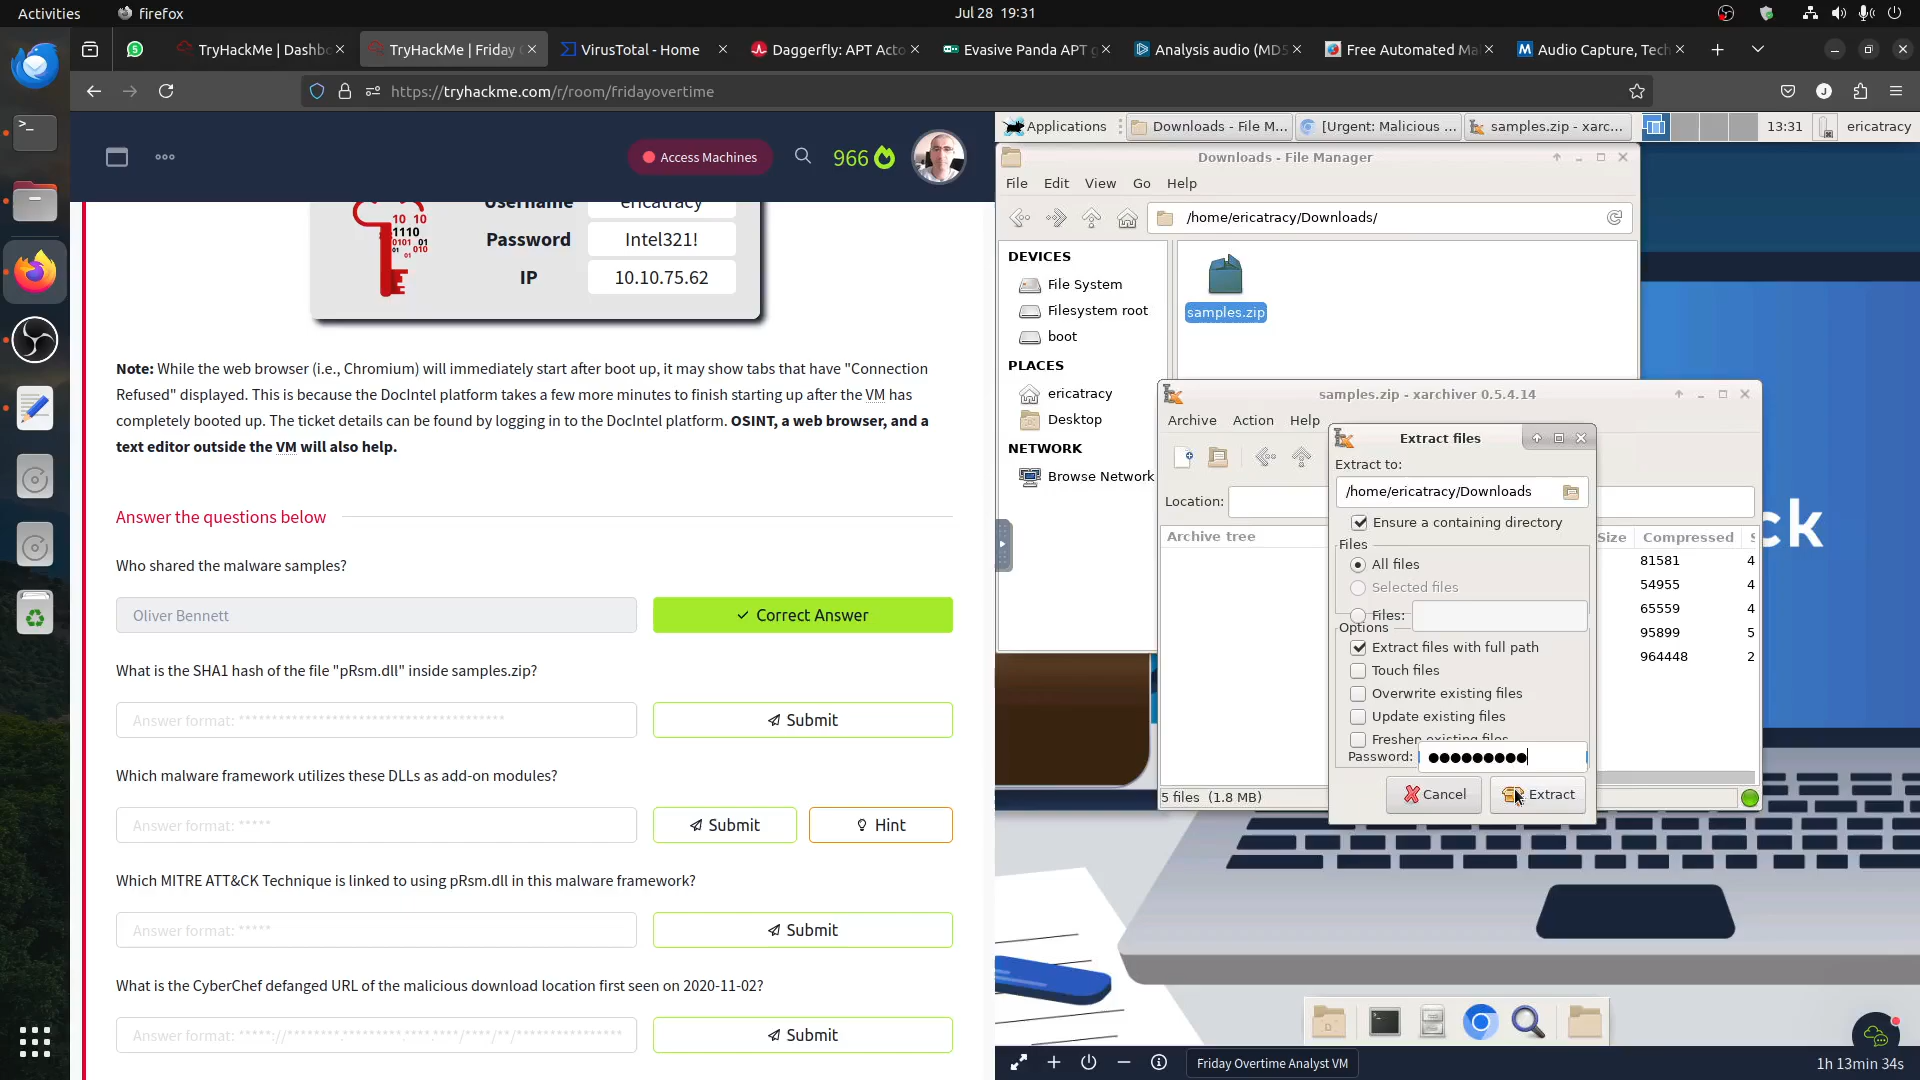 Activities
firefox
Jul 28 19:31
TryHackMe | Dashbo
TryHackMe | Friday
VirusTotal - Home
Daggerfly: APT Acto
Evasive Panda APT g
Analysis audio (MD5
Free Automated Ma
Audio Capture, Tech
https://tryhackme.com/r/room/fridayovertime
Access Machines
966
Username
ericatracy
Password
Intel321!
IP
10.10.75.62
Note: While the web browser (i.e., Chromium) will immediately start after boot up, it may show tabs that have "Connection
Refused" displayed. This is because the DocIntel platform takes a few more minutes to finish starting up after the VM has
completely booted up. The ticket details can be found by logging in to the DocIntel platform. OSINT, a web browser, and a
text editor outside the VM will also help.
Answer the questions below
Who shared the malware samples?
Oliver Bennett
Correct Answer
What is the SHA1 hash of the file "pRsm.dll" inside samples.zip?
Answer format: ****************************************
Submit
Which malware framework utilizes these DLLs as add-on modules?
Answer format: *****
Submit
Hint
Which MITRE ATT&CK Technique is linked to using pRsm.dll in this malware framework?
Answer format: *****
Submit
What is the CyberChef defanged URL of the malicious download location first seen on 2020-11-02?
Submit
Applications
Downloads - File M...
[Urgent: Malicious ...
samples.zip - xarc...
13:31
ericatracy
Downloads - File Manager
File
Edit
View
Go
Help
/home/ericatracy/Downloads/
DEVICES
File System
Filesystem root
boot
PLACES
ericatracy
Desktop
NETWORK
Browse Network
samples.zip
samples.zip - xarchiver 0.5.4.14
Archive
Action
Help
Location:
Archive tree
Size
Compressed
81581
4
54955
4
65559
4
95899
5
964448
2
5 files (1.8 MB)
Extract files
Extract to:
/home/ericatracy/Downloads
Ensure a containing directory
Files
All files
Selected files
Files:
Options
Extract files with full path
Touch files
Overwrite existing files
Update existing files
Freshen existing files
Password:
Cancel
Extract
ck
Friday Overtime Analyst VM
1h 13min 34s